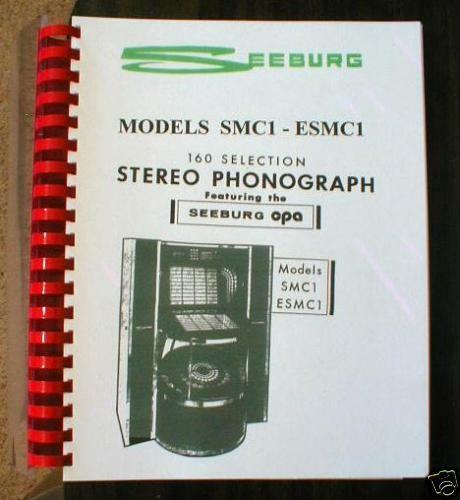 SEEBURG
MODELS SMC1 - ESMC1
160 SELECTION
STEREO PHONOGRAPH
Featuring the
SEEBURG opa
Models
SMC1
ESMC1